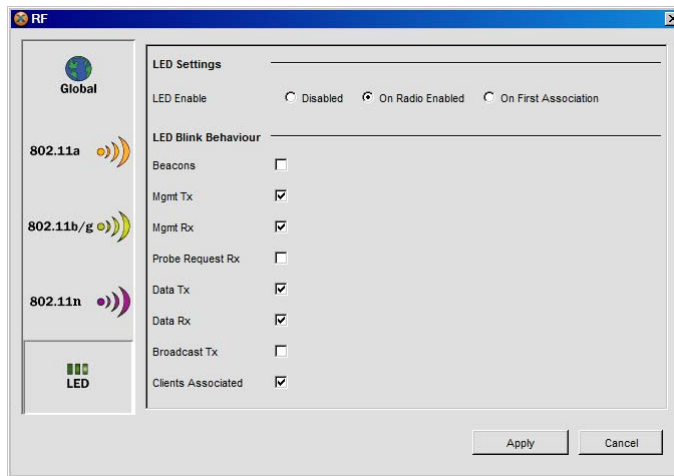 RF
Global
802.11a
802.11b/g
802.11n
LED
LED Settings
LED Enable Disabled On Radio Enabled On First Association
LED Blink Behaviour
Beacons
Mgmt Tx
Mgmt Rx
Probe Request Rx
Data Tx
Data Rx
Broadcast Tx
Clients Associated
Apply Cancel